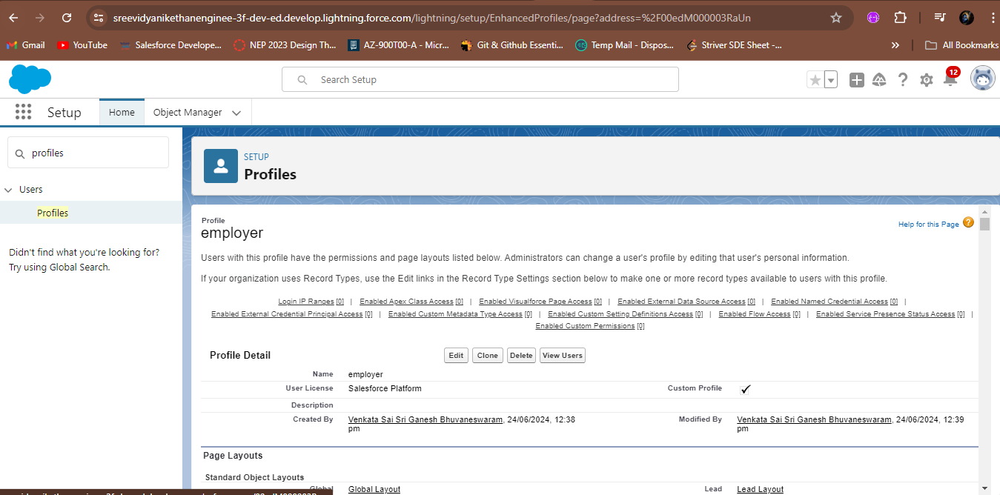 sreevidyanikethanenginee-3f-dev-ed.develop.lightning.force.com/lightning/setup/EnhancedProfiles/page?address=%2F00edM000003RaUn
Gmail YouTube Salesforce Develope... NEP 2023 Design Th... AZ-900T00-A - Micr... Git & Github Essenti... Temp Mail - Dispos... Striver SDE Sheet -... » All Bookmarks
Search Setup
12
Setup Home Object Manager
profiles
Users
Profiles
Didn't find what you're looking for?
Try using Global Search.
SETUP
Profiles
Profile
employer
Help for this Page ?
Users with this profile have the permissions and page layouts listed below. Administrators can change a user's profile by editing that user's personal information.
If your organization uses Record Types, use the Edit links in the Record Type Settings section below to make one or more record types available to users with this profile.
Login IP Ranges [0] | Enabled Apex Class Access [0] | Enabled Visualforce Page Access [0] | Enabled External Data Source Access [0] | Enabled Named Credential Access [0] |
Enabled External Credential Principal Access [0] | Enabled Custom Metadata Type Access [0] | Enabled Custom Setting Definitions Access [0] | Enabled Flow Access [0] | Enabled Service Presence Status Access [0] |
Enabled Custom Permissions [0]
Profile Detail Edit Clone Delete View Users
Name employer
User License Salesforce Platform Custom Profile
Description
Created By Venkata Sai Sri Ganesh Bhuvaneswaram, 24/06/2024, 12:38 pm Modified By Venkata Sai Sri Ganesh Bhuvaneswaram, 24/06/2024, 12:39 pm
Page Layouts
Standard Object Layouts
Global Global Layout Lead Lead Layout